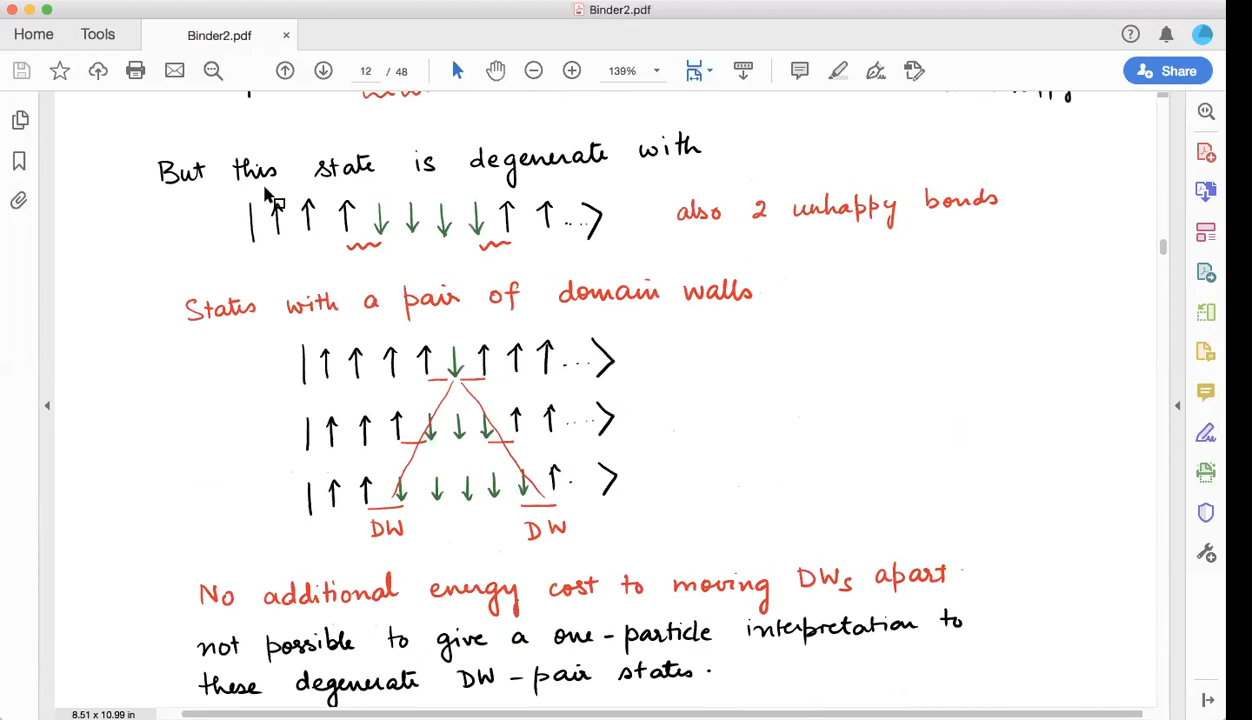 Binder2.pdf
Home Tools Binder2.pdf ×
12 / 48 139% Share
But this state is degenerate with
|↑ ↑ ↑ ↓ ↓ ↓ ↓ ↑ ↑ ...> also 2 unhappy bonds
States with a pair of domain walls
|↑ ↑ ↑ ↑ ↓ ↑ ↑ ↑ ...>
|↑ ↑ ↑ ↓ ↓ ↓ ↑ ↑ ...>
|↑ ↑ ↓ ↓ ↓ ↓ ↓ ↑ . >
DW DW
No additional energy cost to moving DWs apart
not possible to give a one-particle interpretation to
these degenerate DW-pair states.
8.51 x 10.99 in